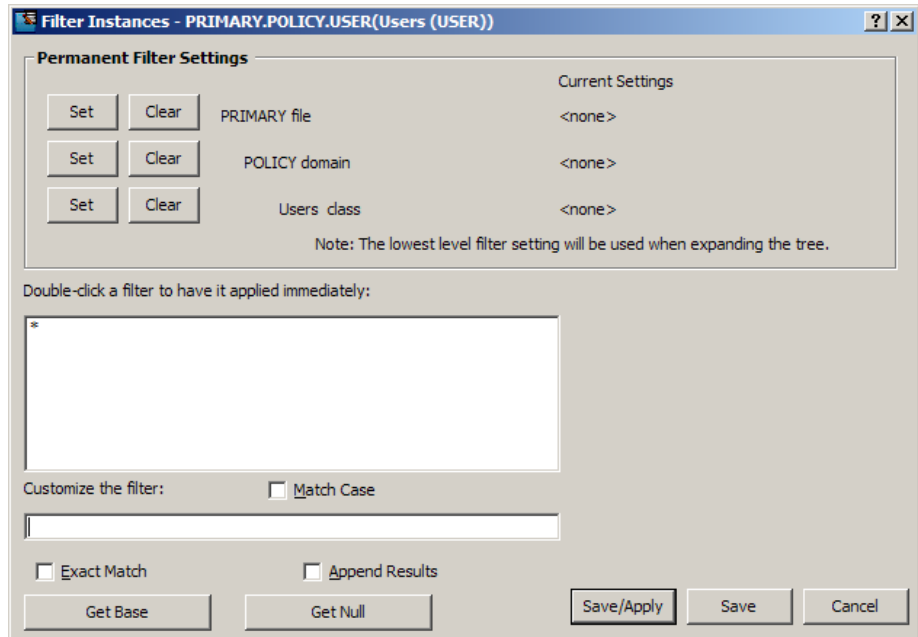 Filter Instances - PRIMARY.POLICY.USER(Users (USER))
Permanent Filter Settings
Current Settings
Set Clear PRIMARY file <none>
Set Clear POLICY domain <none>
Set Clear Users class <none>
Note: The lowest level filter setting will be used when expanding the tree.
Double-click a filter to have it applied immediately:
*
Customize the filter: Match Case
Exact Match Append Results
Get Base Get Null Save/Apply Save Cancel